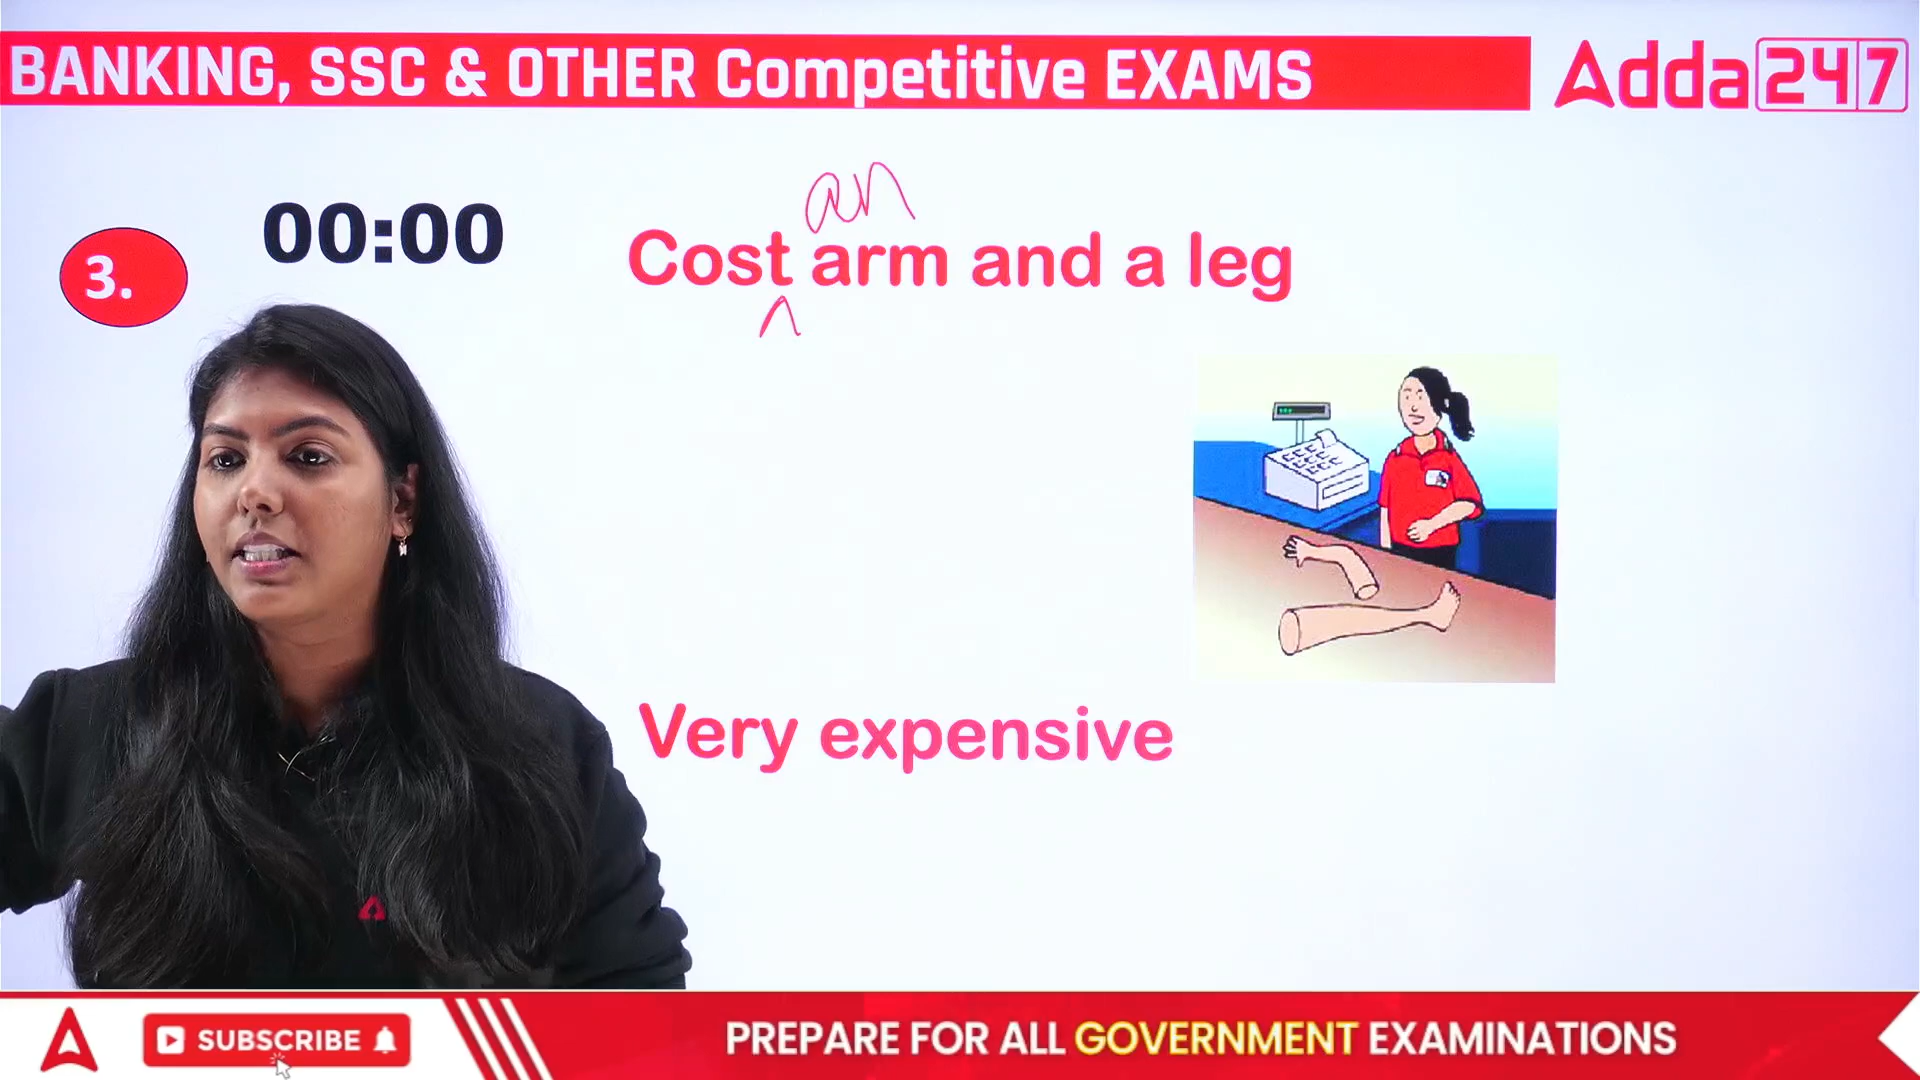 BANKING, SSC & OTHER Competitive EXAMS
Adda247
3.
00:00
an
Cost arm and a leg
^
Very expensive
SUBSCRIBE
PREPARE FOR ALL GOVERNMENT EXAMINATIONS